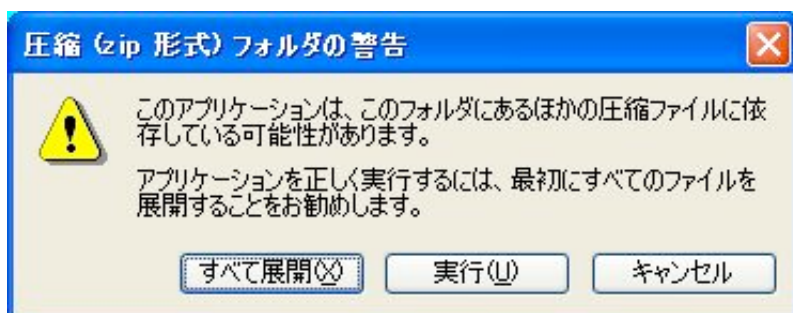 圧縮 (zip 形式) フォルダの警告
このアプリケーションは、このフォルダにあるほかの圧縮ファイルに依
存している可能性があります。
アプリケーションを正しく実行するには、最初にすべてのファイルを
展開することをお勧めします。
すべて展開(X) 実行(U) キャンセル